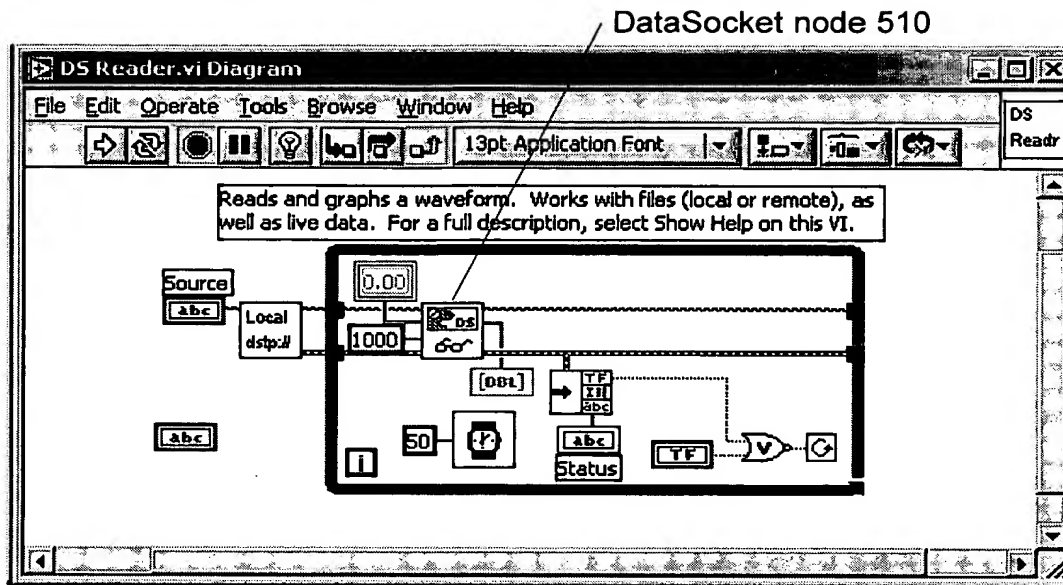 DataSocket node 510
DS Reader.vi Diagram
File Edit Operate Tools Browse Window Help
DS
Readr
13pt Application Font
Reads and graphs a waveform. Works with files (local or remote), as
well as live data. For a full description, select Show Help on this VI.
Source
abc
0.00
Local
dstp://
1000
DS
[DBL]
TF
abc
abc
50
abc
TF
V
i
Status